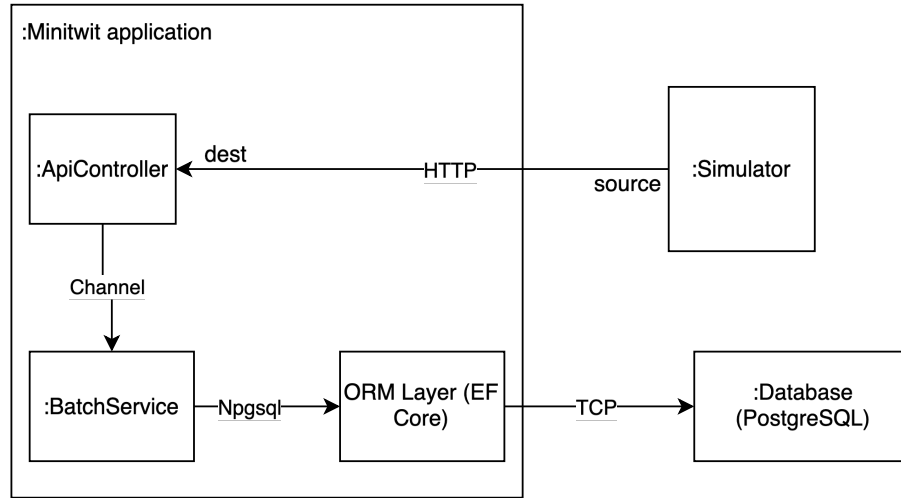 :Minitwit application
:ApiController
dest
HTTP
source
:Simulator
Channel
:BatchService
Npgsql
ORM Layer (EF
Core)
TCP
:Database
(PostgreSQL)